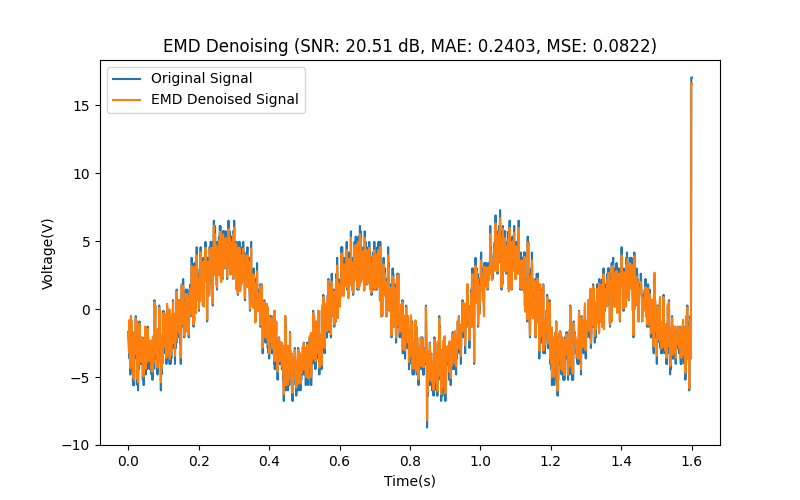 EMD Denoising (SNR: 20.51 dB, MAE: 0.2403, MSE: 0.0822)
Original Signal
EMD Denoised Signal
Voltage(V)
15
10
5
0
−5
−10
0.0 0.2 0.4 0.6 0.8 1.0 1.2 1.4 1.6
Time(s)